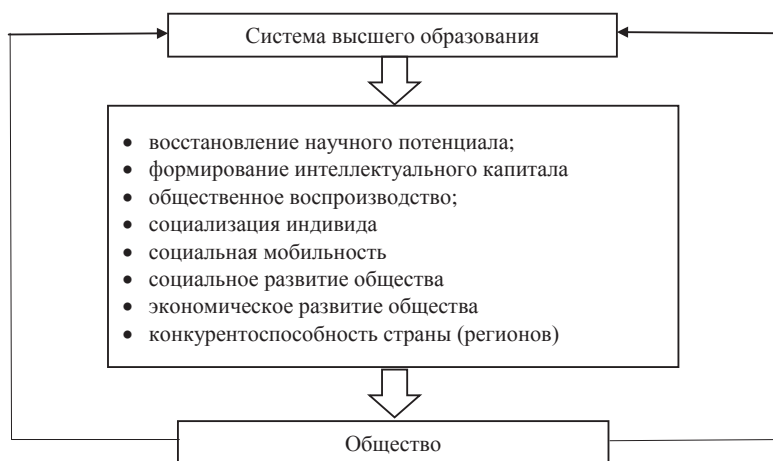 Система высшего образования
• восстановление научного потенциала;
• формирование интеллектуального капитала
• общественное воспроизводство;
• социализация индивида
• социальная мобильность
• социальное развитие общества
• экономическое развитие общества
• конкурентоспособность страны (регионов)
Общество